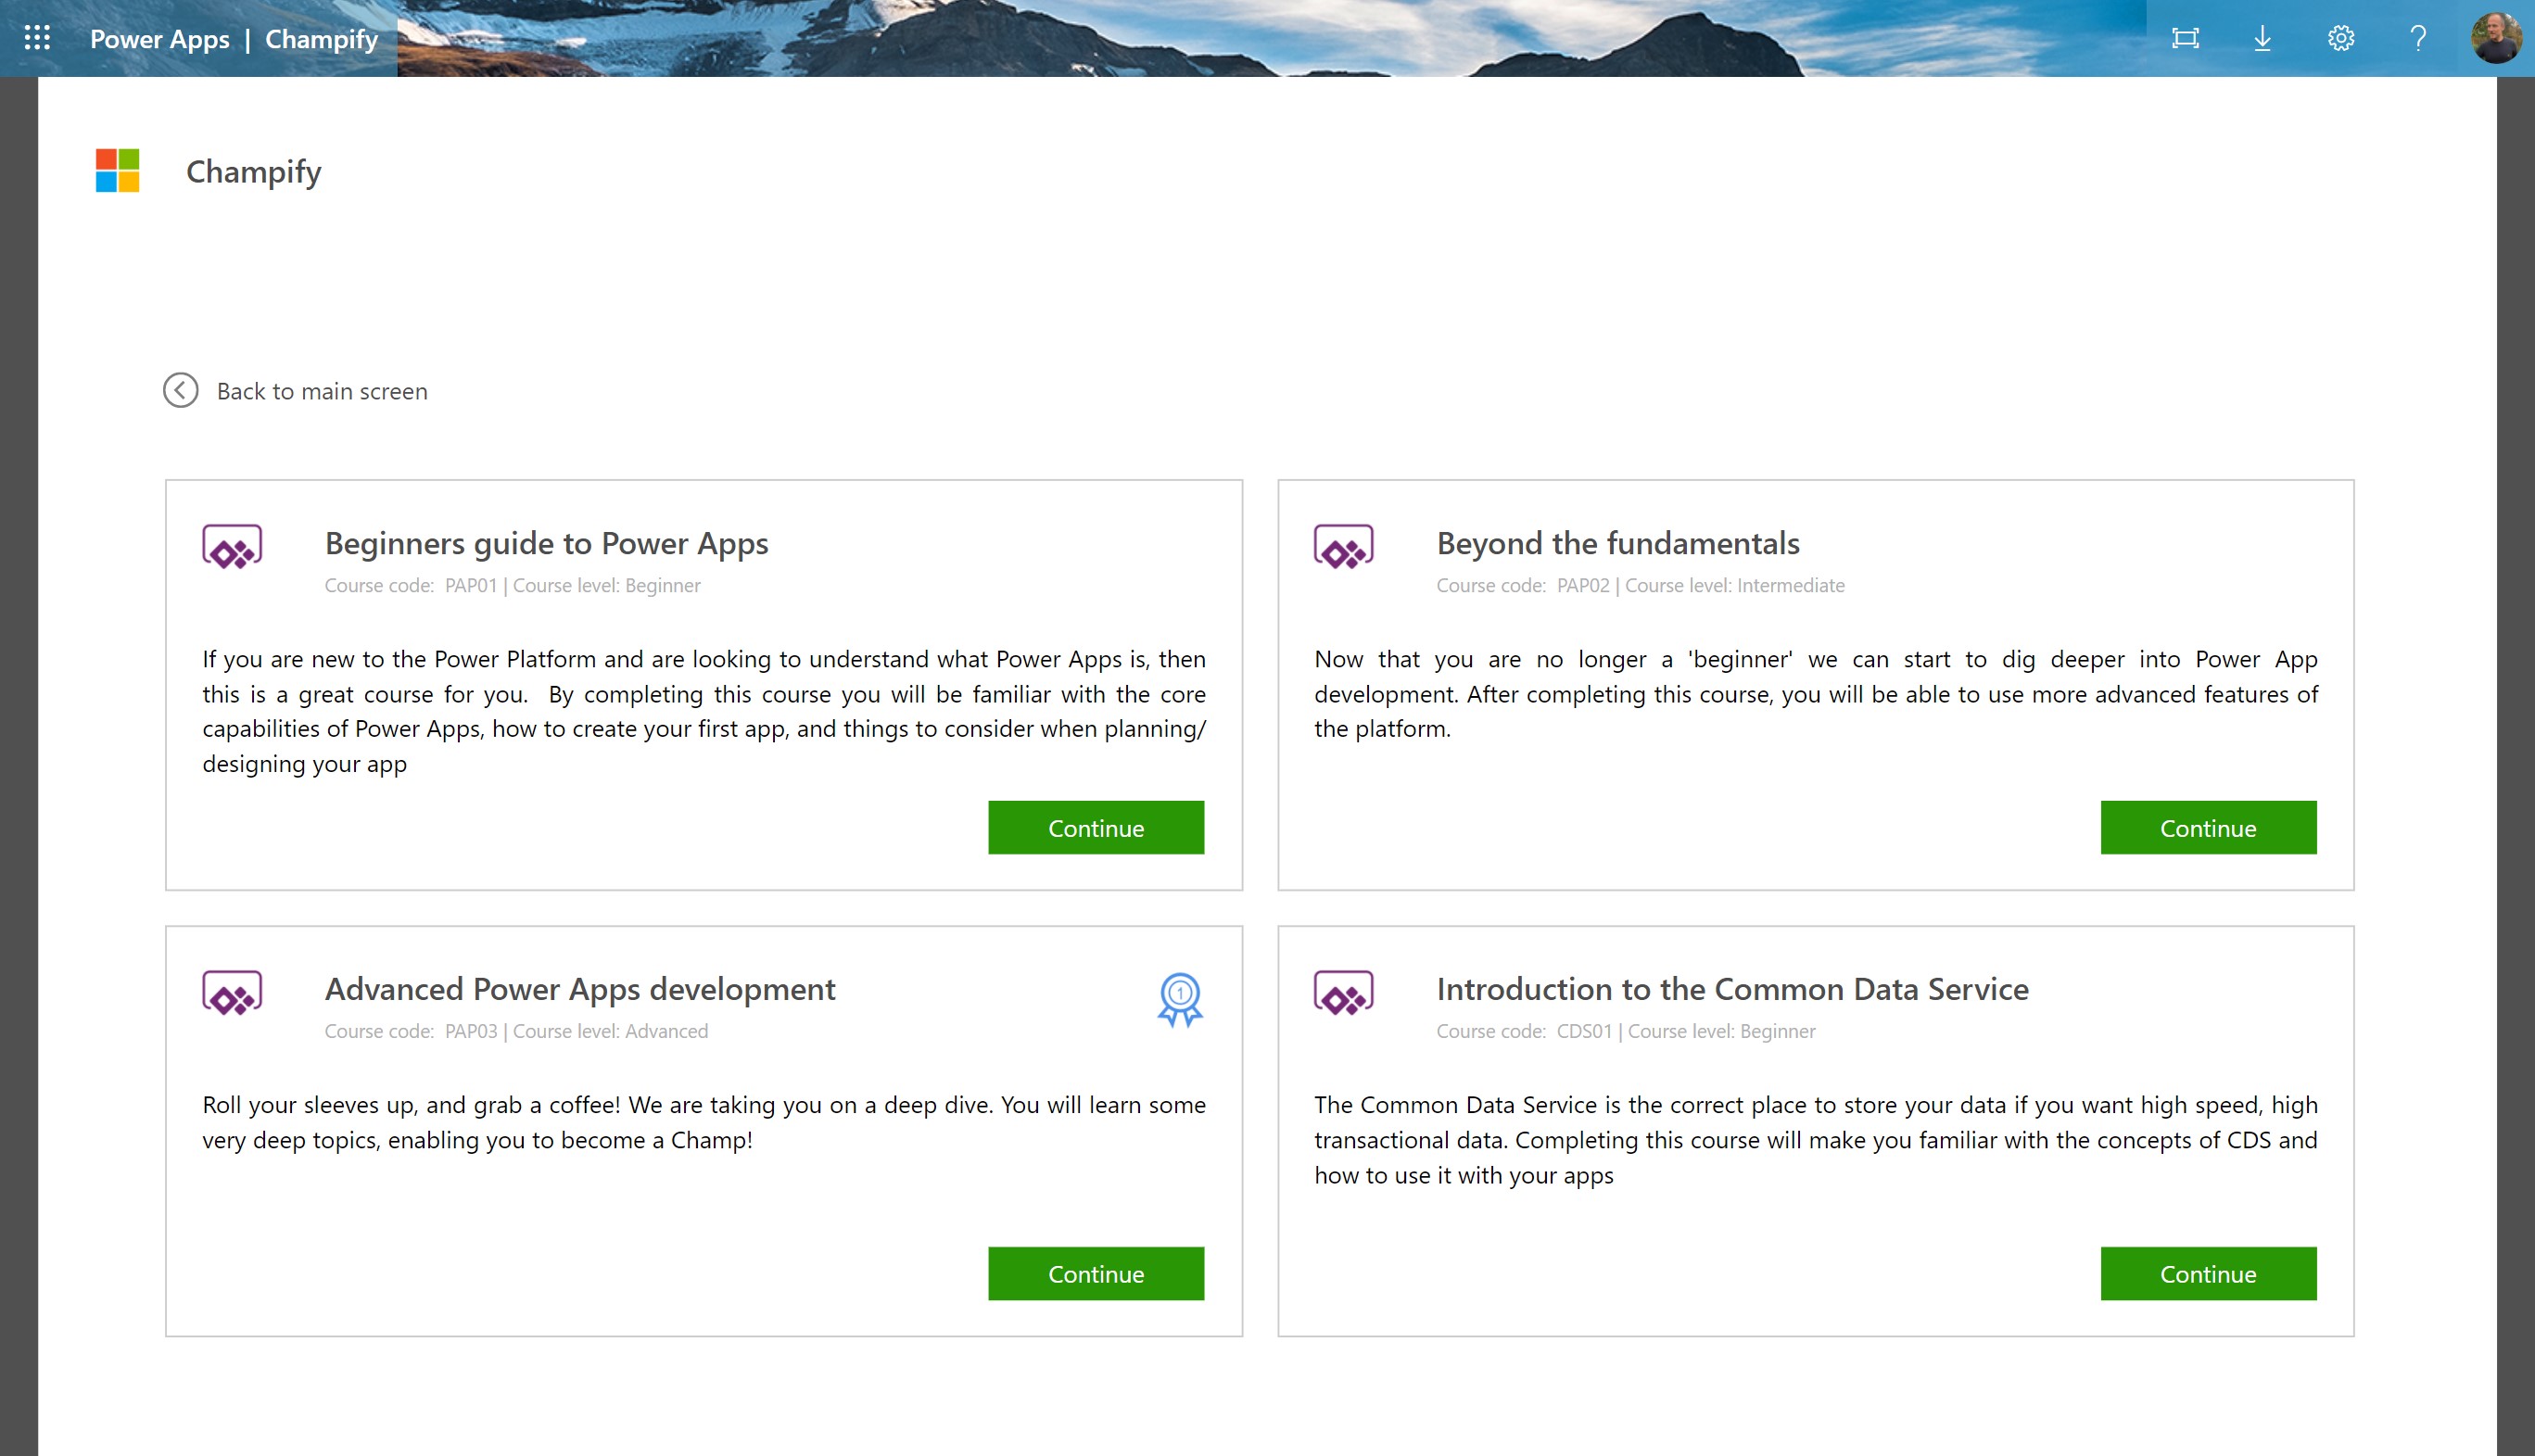 Power Apps | Champify
Champify
Back to main screen
Beginners guide to Power Apps
Course code: PAP01 | Course level: Beginner
If you are new to the Power Platform and are looking to understand what Power Apps is, then
this is a great course for you. By completing this course you will be familiar with the core
capabilities of Power Apps, how to create your first app, and things to consider when planning/
designing your app
Continue
Beyond the fundamentals
Course code: PAP02 | Course level: Intermediate
Now that you are no longer a 'beginner' we can start to dig deeper into Power App
development. After completing this course, you will be able to use more advanced features of
the platform.
Continue
Advanced Power Apps development
Course code: PAP03 | Course level: Advanced
1
Roll your sleeves up, and grab a coffee! We are taking you on a deep dive. You will learn some
very deep topics, enabling you to become a Champ!
Continue
Introduction to the Common Data Service
Course code: CDS01 | Course level: Beginner
The Common Data Service is the correct place to store your data if you want high speed, high
transactional data. Completing this course will make you familiar with the concepts of CDS and
how to use it with your apps
Continue